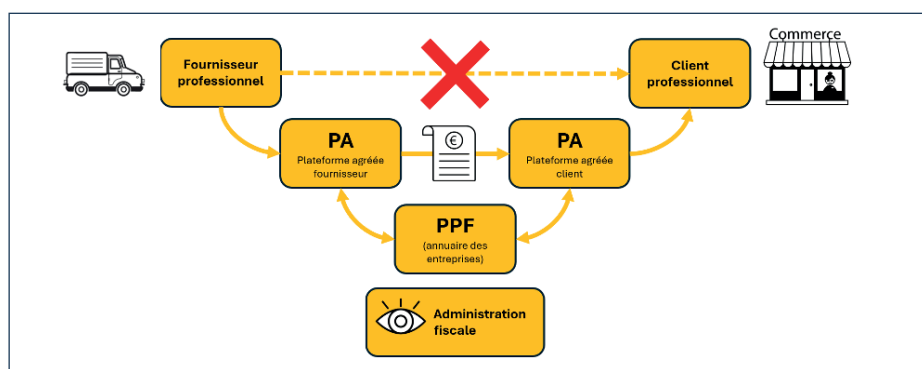 Commerce
Fournisseur
professionnel
Client
professionnel
PA
Plateforme agréée
fournisseur
€
PA
Plateforme agréée
client
PPF
(annuaire des
entreprises)
Administration
fiscale